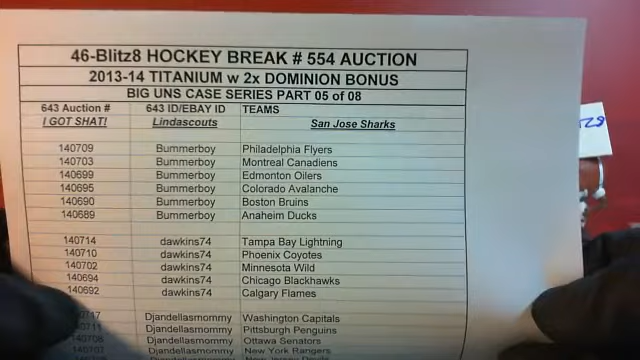 46-Blitz8 HOCKEY BREAK # 554 AUCTION
2013-14 TITANIUM w 2x DOMINION BONUS
BIG UNS CASE SERIES PART 05 of 08
643 Auction # 643 ID/EBAY ID TEAMS
I GOT SHAT! Lindascouts San Jose Sharks
140709 Bummerboy Philadelphia Flyers
140703 Bummerboy Montreal Canadiens
140699 Bummerboy Edmonton Oilers
140695 Bummerboy Colorado Avalanche
140690 Bummerboy Boston Bruins
140689 Bummerboy Anaheim Ducks
140714 dawkins74 Tampa Bay Lightning
140710 dawkins74 Phoenix Coyotes
140702 dawkins74 Minnesota Wild
140694 dawkins74 Chicago Blackhawks
140692 dawkins74 Calgary Flames
Djandellasmommy Washington Capitals
Djandellasmommy Pittsburgh Penguins
Djandellasmommy Ottawa Senators
Djandellasmommy New York Rangers